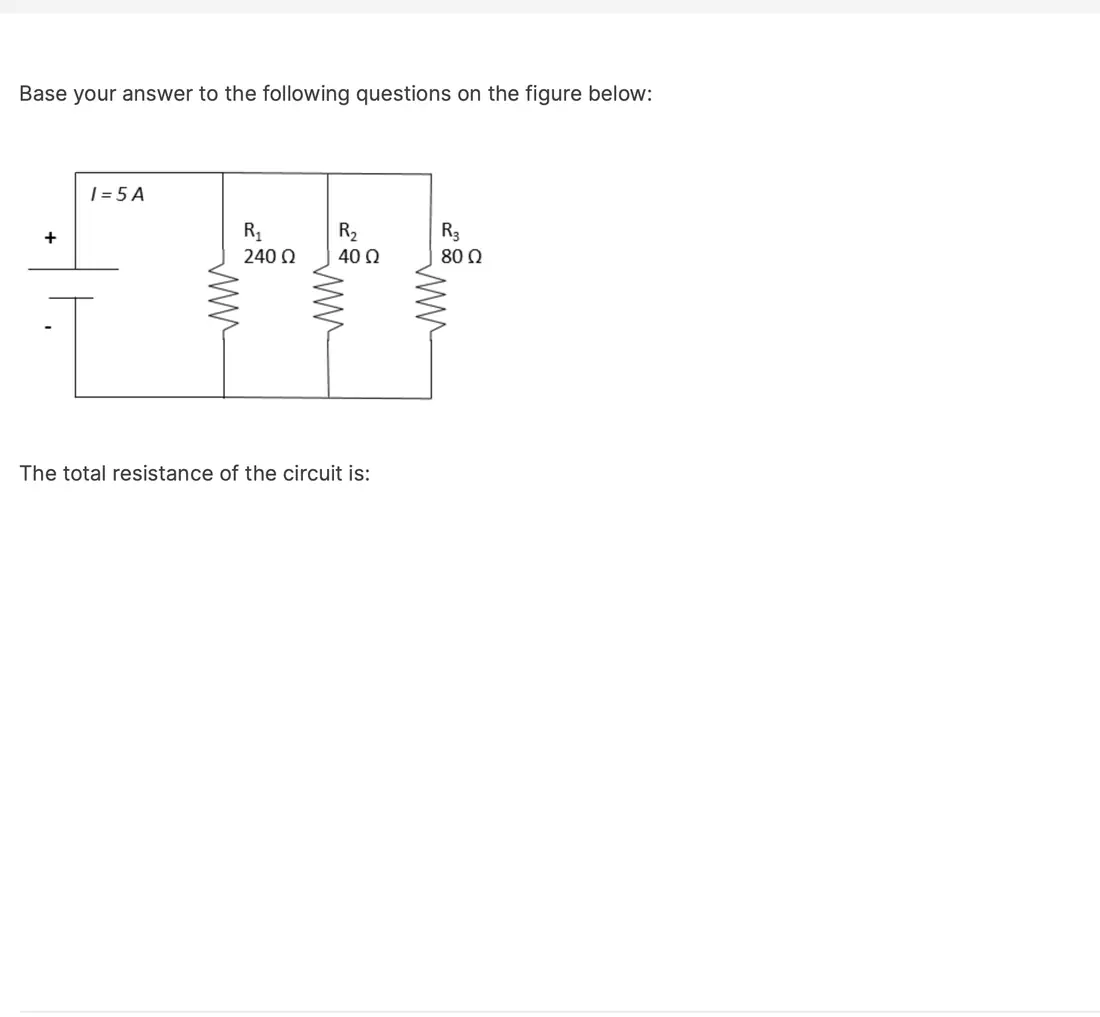 Base your answer to the following questions on the figure below:
I = 5 A
+
R₁
240 Ω
R₂
40 Ω
R₃
80 Ω
-
The total resistance of the circuit is: